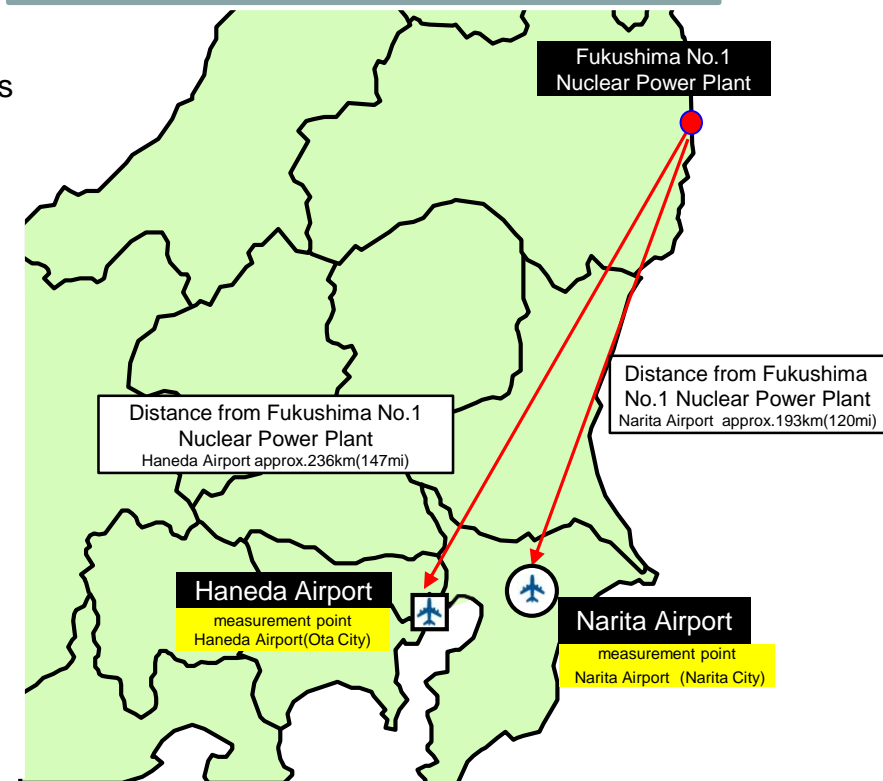 s
Fukushima No.1
Nuclear Power Plant
Distance from Fukushima
No.1 Nuclear Power Plant
Narita Airport approx.193km(120mi)
Distance from Fukushima No.1
Nuclear Power Plant
Haneda Airport approx.236km(147mi)
Haneda Airport
measurement point
Haneda Airport(Ota City)
Narita Airport
measurement point
Narita Airport (Narita City)